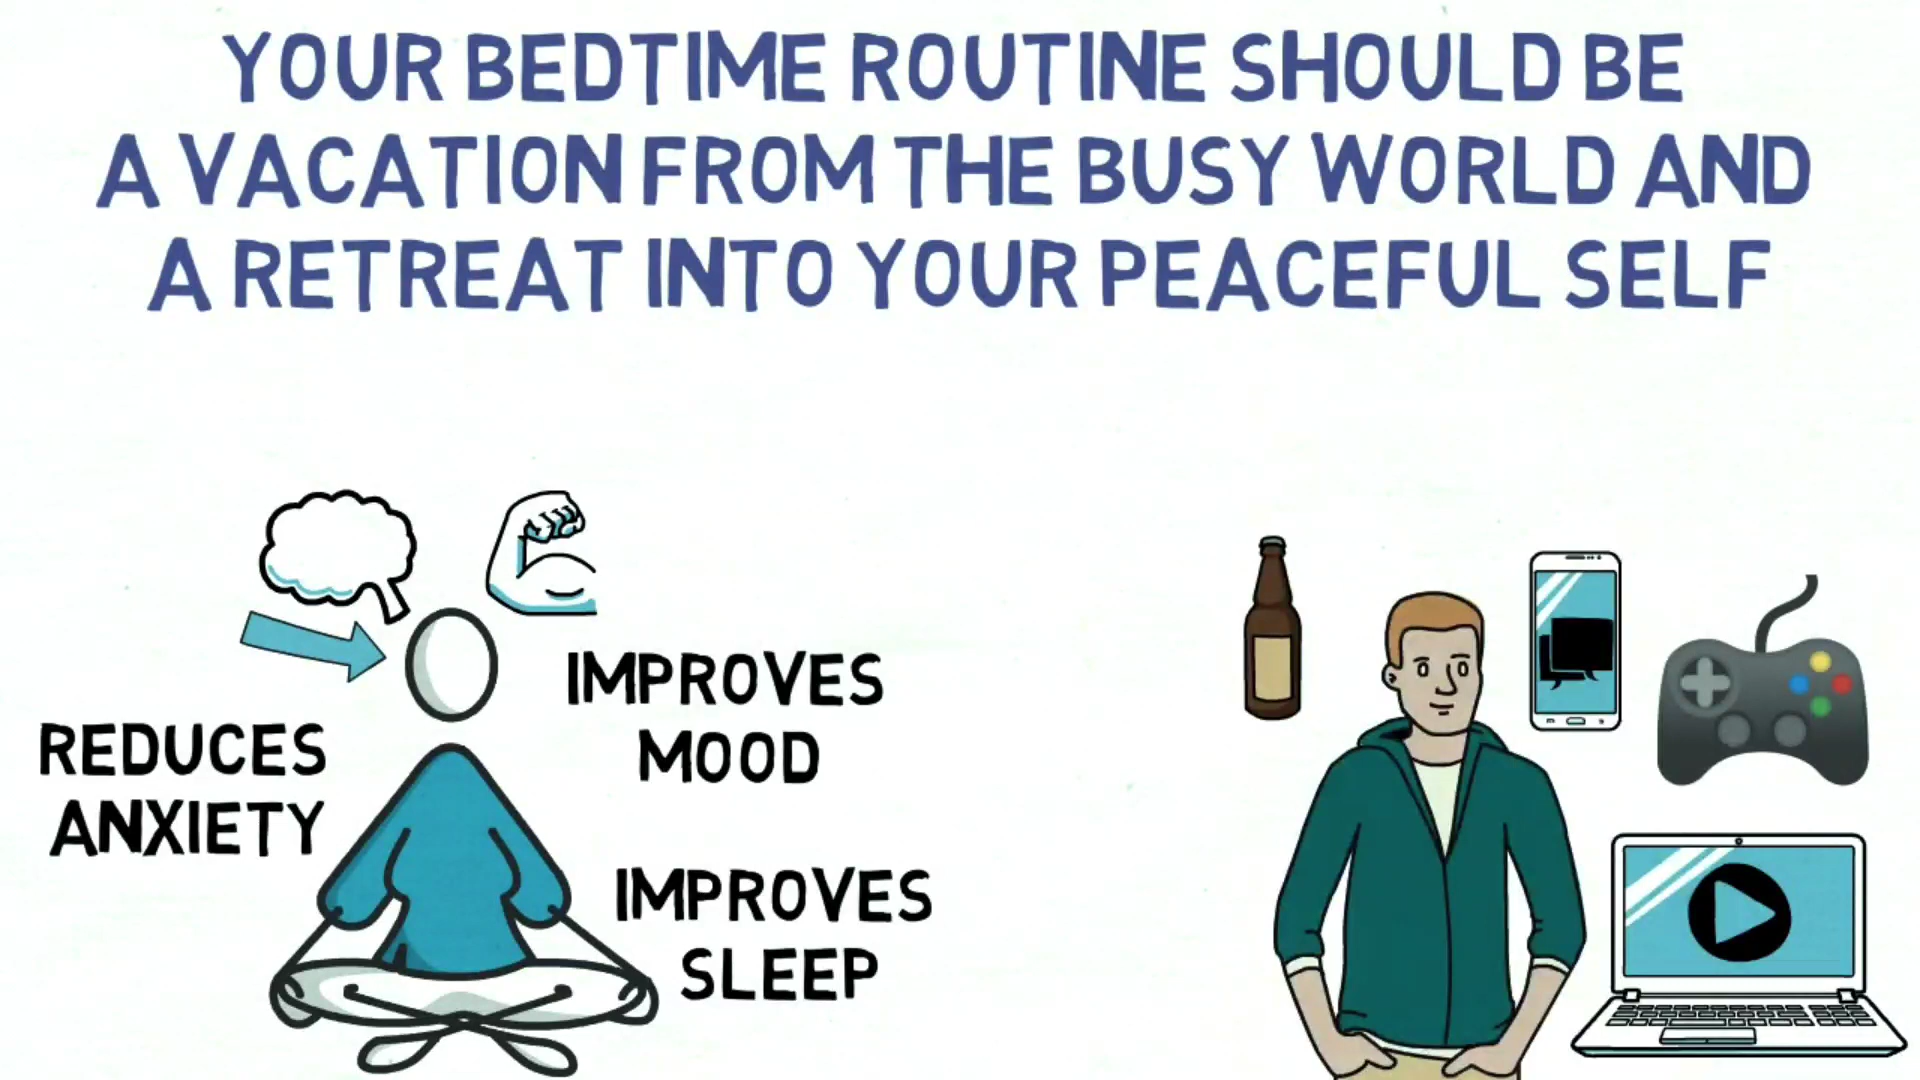 YOUR BEDTIME ROUTINE SHOULD BE
A VACATION FROM THE BUSY WORLD AND
A RETREAT INTO YOUR PEACEFUL SELF
REDUCES
ANXIETY
IMPROVES
MOOD
IMPROVES
SLEEP